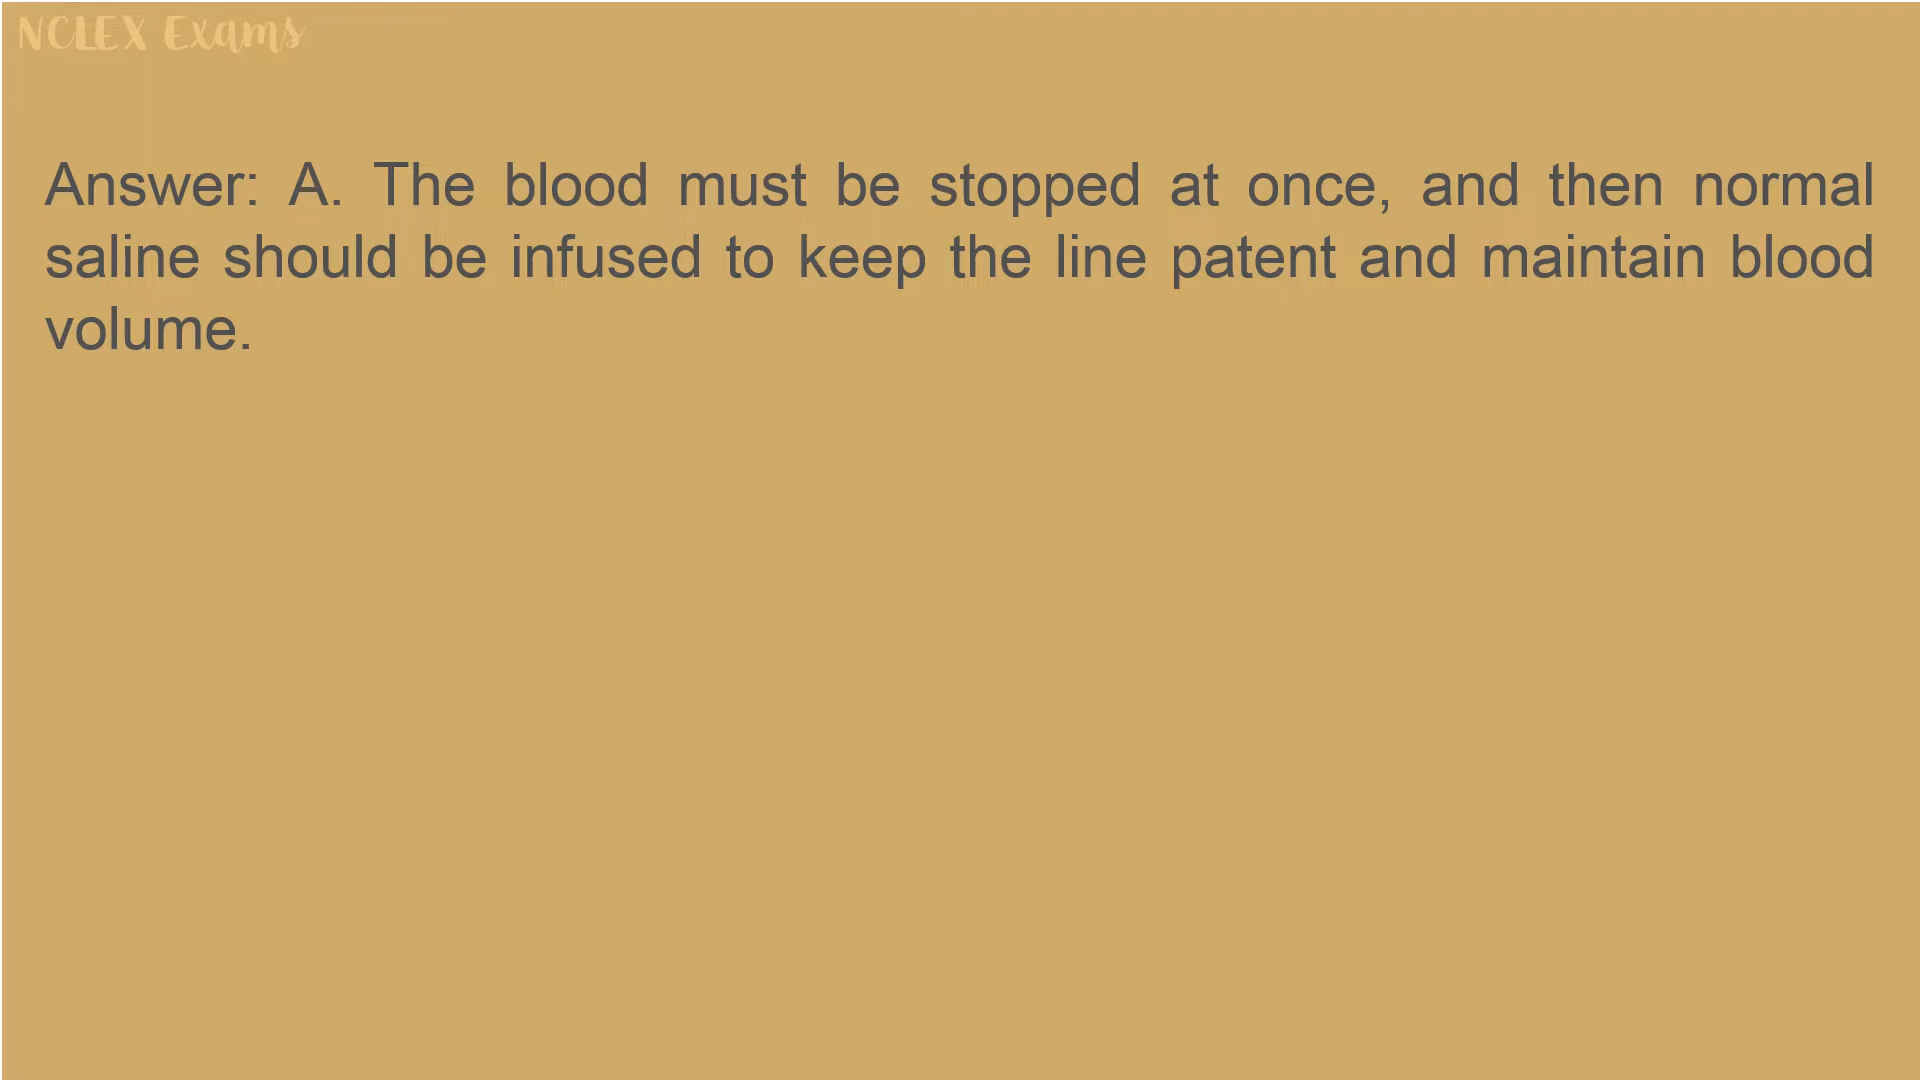 NCLEX Exams
Answer: A. The blood must be stopped at once, and then normal
saline should be infused to keep the line patent and maintain blood
volume.